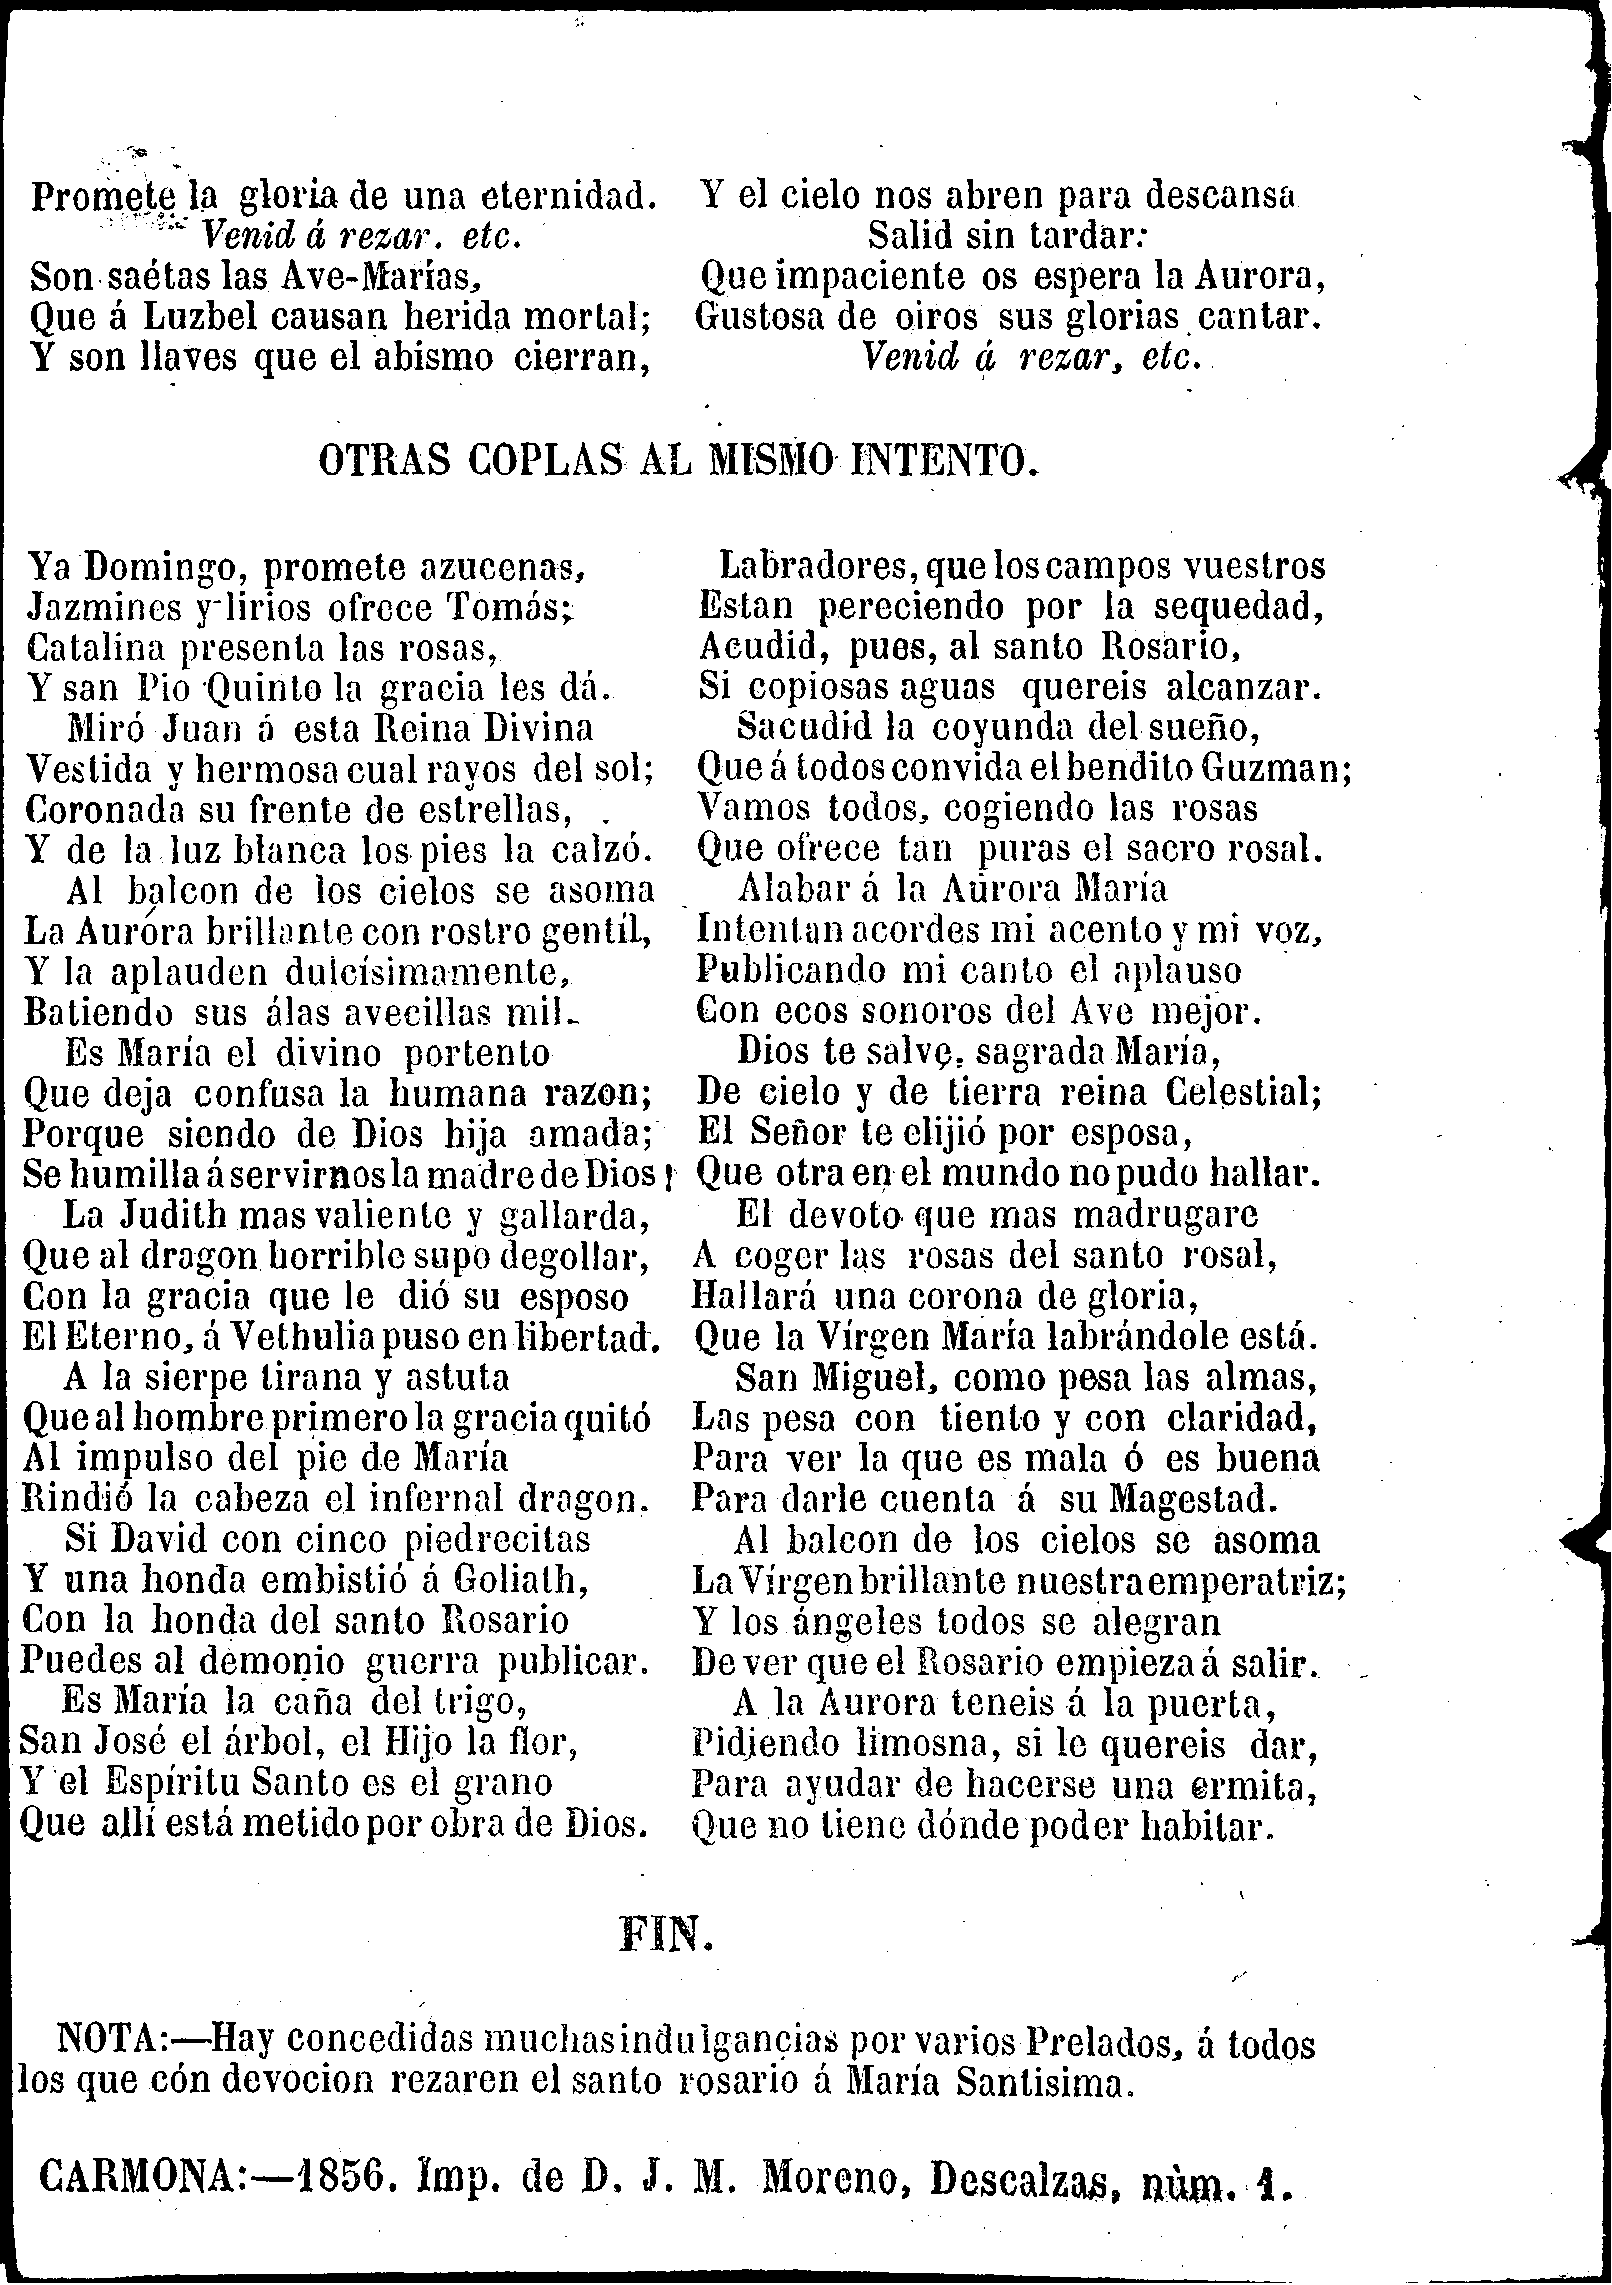 Promete la gloria de una eternidad.
Venid á rezar. etc.
Son saétas las Ave-Marías,
Que á Luzbel causan herida mortal;
Y son llaves que el abismo cierran,
Y el cielo nos abren para descansa
Salid sin tardar:
Que impaciente os espera la Aurora,
Gustosa de oiros sus glorias cantar.
Venid á rezar, etc.
OTRAS COPLAS AL MISMO INTENTO.
Ya Domingo, promete azucenas,
Jazmines y lirios ofrece Tomás;
Catalina presenta las rosas,
Y san Pio Quinto la gracia les dá.
Miró Juan á esta Reina Divina
Vestida y hermosa cual rayos del sol;
Coronada su frente de estrellas,
Y de la luz blanca los pies la calzó.
Al balcon de los cielos se asoma
La Auróra brillante con rostro gentíl,
Y la aplauden dulcísimamente,
Batiendo sus álas avecillas mil.
Es María el divino portento
Que deja confusa la humana razon;
Porque siendo de Dios hija amada;
Se humilla á servirnos la madre de Dios!
La Judith mas valiente y gallarda,
Que al dragon horrible supo degollar,
Con la gracia que le dió su esposo
El Eterno, á Vethulia puso en libertad.
A la sierpe tirana y astuta
Que al hombre primero la gracia quitó
Al impulso del pie de María
Rindió la cabeza el infernal dragon.
Si David con cinco piedrecitas
Y una honda embistió á Goliath,
Con la honda del santo Rosario
Puedes al demonio guerra publicar.
Es María la caña del trigo,
San José el árbol, el Hijo la flor,
Y el Espíritu Santo es el grano
Que allí está metido por obra de Dios.
Labradores, que los campos vuestros
Estan pereciendo por la sequedad,
Acudid, pues, al santo Rosario,
Si copiosas aguas quereis alcanzar.
Sacudid la coyunda del sueño,
Que á todos convida el bendito Guzman;
Vamos todos, cogiendo las rosas
Que ofrece tan puras el sacro rosal.
Alabar á la Aurora María
Intentan acordes mi acento y mi voz,
Publicando mi canto el aplauso
Con ecos sonoros del Ave mejor.
Dios te salve, sagrada María,
De cielo y de tierra reina Celestial;
El Señor te elijió por esposa,
Que otra en el mundo no pudo hallar.
El devoto que mas madrugare
A coger las rosas del santo rosal,
Hallará una corona de gloria,
Que la Vírgen María labrándole está.
San Miguel, como pesa las almas,
Las pesa con tiento y con claridad,
Para ver la que es mala ó es buena
Para darle cuenta á su Magestad.
Al balcon de los cielos se asoma
La Vírgen brillante nuestra emperatriz;
Y los ángeles todos se alegran
De ver que el Rosario empieza á salir.
A la Aurora teneis á la puerta,
Pidiendo limosna, si le quereis dar,
Para ayudar de hacerse una ermita,
Que no tiene dónde poder habitar.
FIN.
NOTA:—Hay concedidas muchas indulgancias por varios Prelados, á todos
los que cón devocion rezaren el santo rosario á María Santisima.
CARMONA:—1856. Imp. de D. J. M. Moreno, Descalzas, núm. 1.